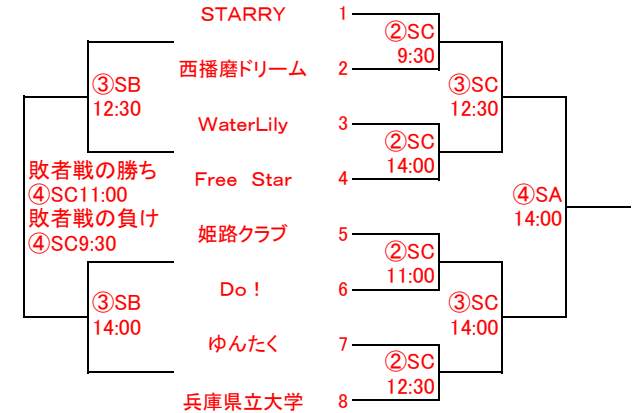 STARRY 1
②SC
9:30
西播磨ドリーム 2
③SB
12:30
③SC
12:30
WaterLily 3
②SC
14:00
Free Star 4
敗者戦の勝ち
④SC11:00
敗者戦の負け
④SC9:30
④SA
14:00
姫路クラブ 5
②SC
11:00
Do！ 6
③SB
14:00
③SC
14:00
ゆんたく 7
②SC
12:30
兵庫県立大学 8